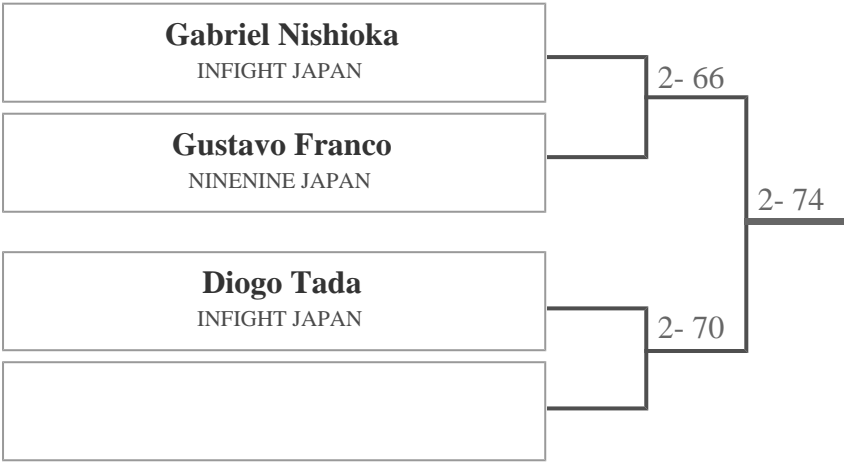 Gabriel Nishioka
INFIGHT JAPAN
2- 66
Gustavo Franco
NINENINE JAPAN
2- 74
Diogo Tada
INFIGHT JAPAN
2- 70